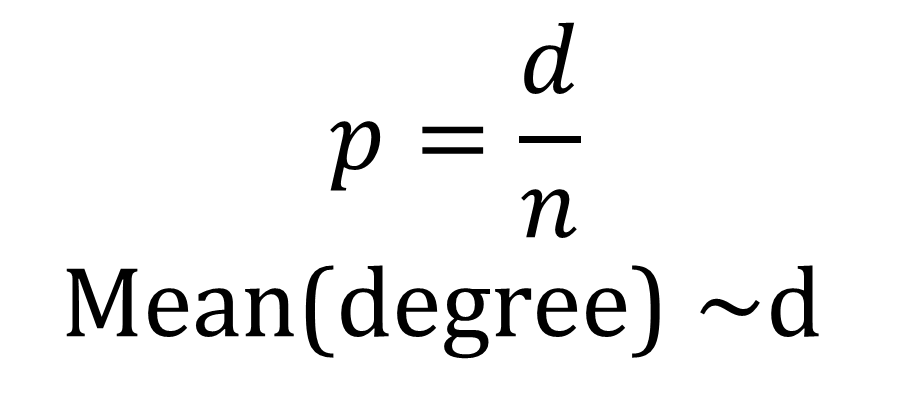 p = d/n
Mean(degree) ~d